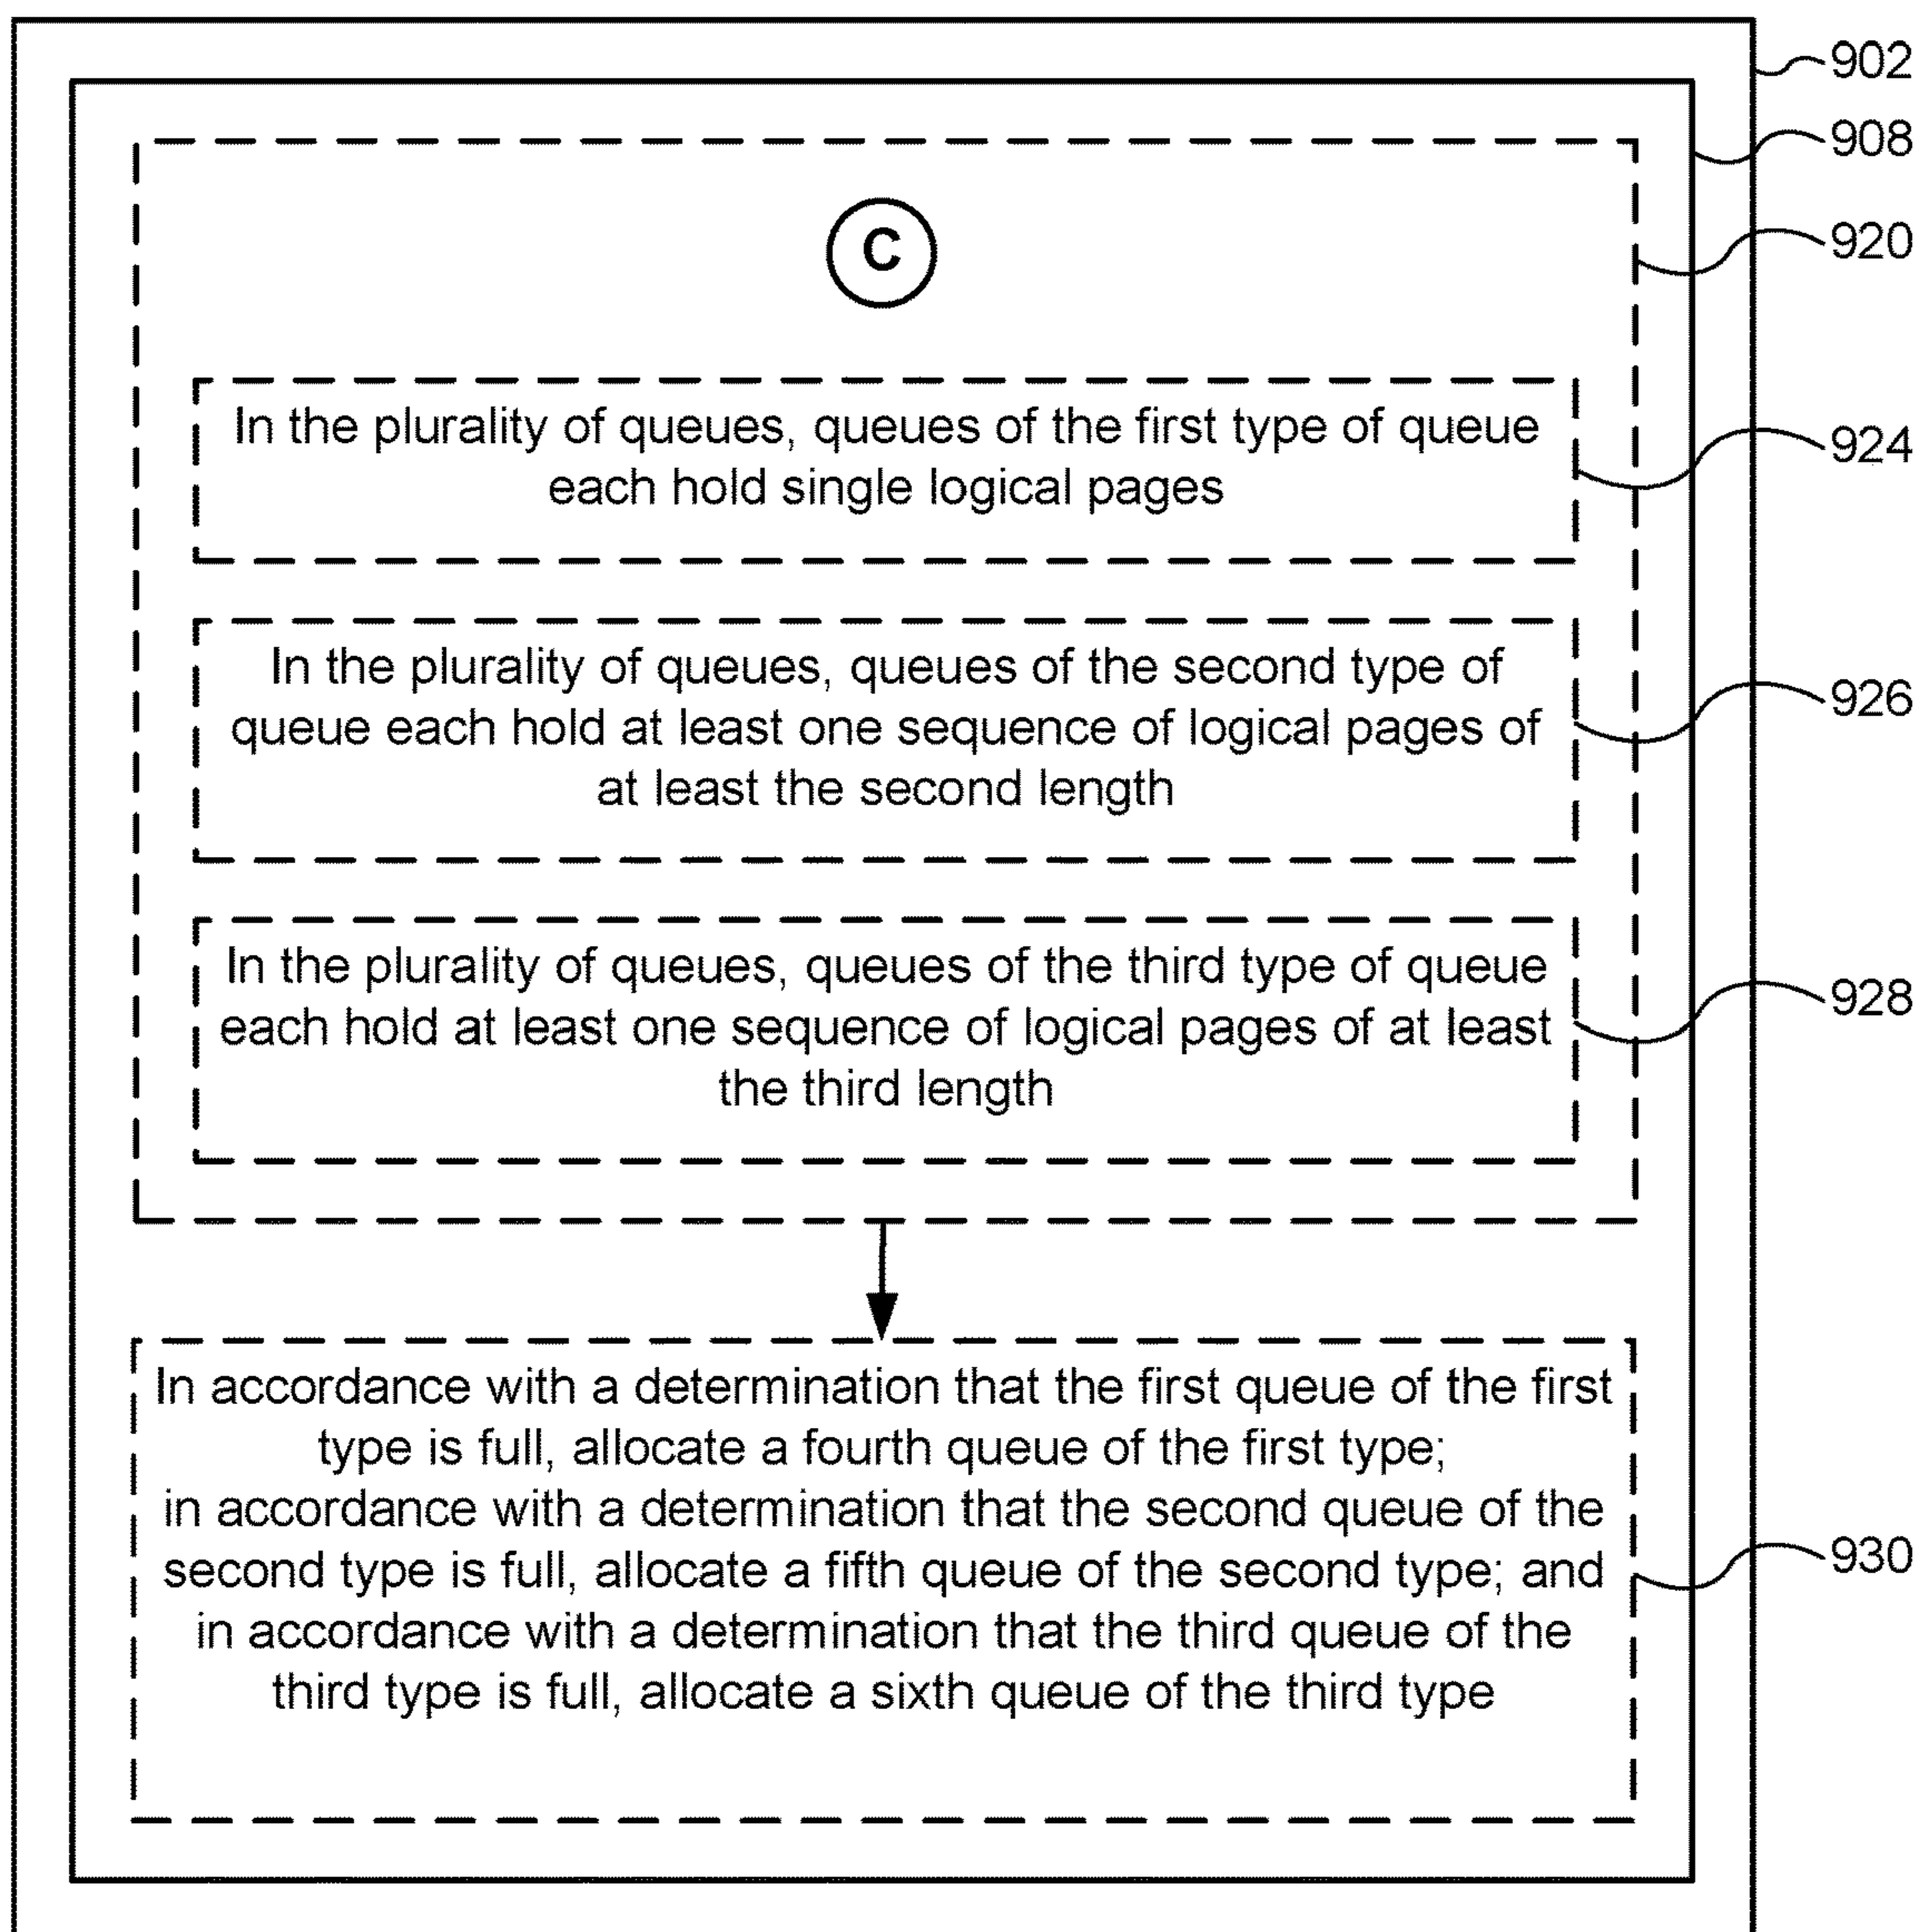 902
908
920
C
In the plurality of queues, queues of the first type of queue
each hold single logical pages
924
In the plurality of queues, queues of the second type of
queue each hold at least one sequence of logical pages of
at least the second length
926
In the plurality of queues, queues of the third type of queue
each hold at least one sequence of logical pages of at least
the third length
928
In accordance with a determination that the first queue of the first
type is full, allocate a fourth queue of the first type;
in accordance with a determination that the second queue of the
second type is full, allocate a fifth queue of the second type; and
in accordance with a determination that the third queue of the
third type is full, allocate a sixth queue of the third type
930